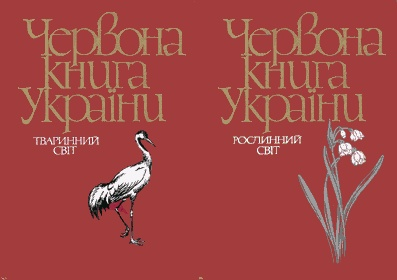 Червона
книга
України
ТВАРИННИЙ
СВІТ
Червона
книга
України
РОСЛИННИЙ
СВІТ